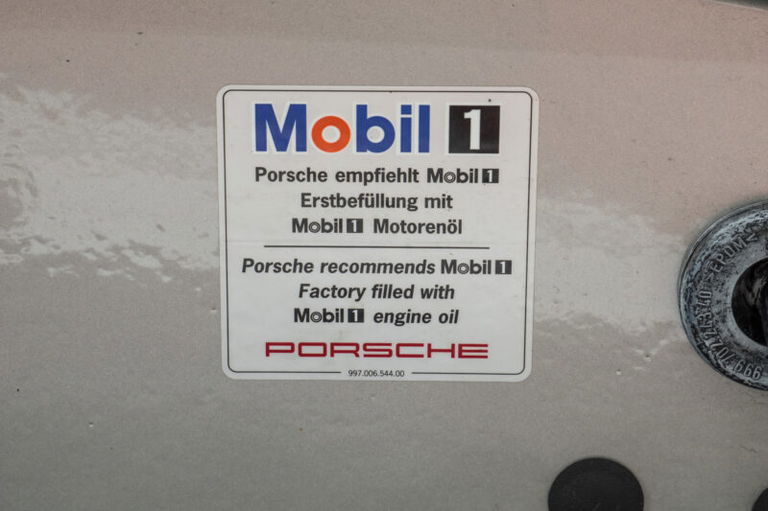 Mobil 1
Porsche empfiehlt Mobil 1
Erstbefüllung mit
Mobil 1 Motorenöl
Porsche recommends Mobil 1
Factory filled with
Mobil 1 engine oil
PORSCHE
997.006.544.00
EPDM